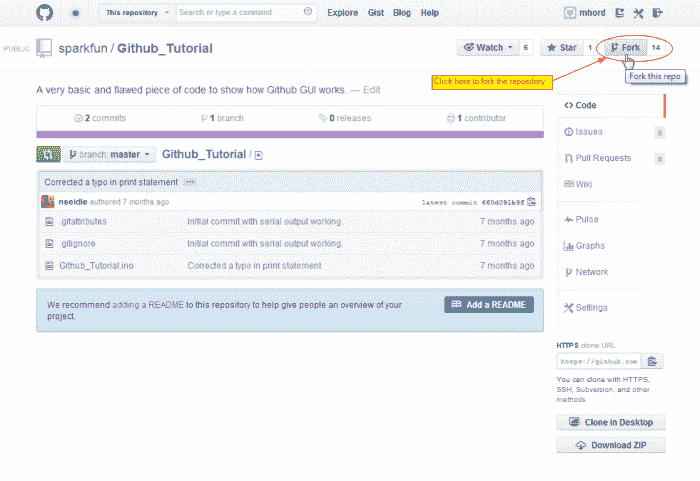 This repository
Search or type a command
Explore Gist Blog Help
mhord
PUBLIC
sparkfun / Github_Tutorial
Watch 6
Star 1
Fork 14
Click here to fork the repository
Fork this repo
A very basic and flawed piece of code to show how Github GUI works. — Edit
2 commits
1 branch
0 releases
1 contributor
branch: master
Github_Tutorial /
Corrected a typo in print statement
nseidle authored 7 months ago
latest commit
.gitattributes Initial commit with serial output working. 7 months ago
.gitignore Initial commit with serial output working. 7 months ago
Github_Tutorial.ino Corrected a typo in print statement 7 months ago
We recommend adding a README to this repository to help give people an overview of your
project.
Add a README
Code
Issues 0
Pull Requests 0
Wiki
Pulse
Graphs
Network
Settings
HTTPS clone URL
https://github.com
You can clone with HTTPS,
SSH, Subversion, and other
methods.
Clone in Desktop
Download ZIP